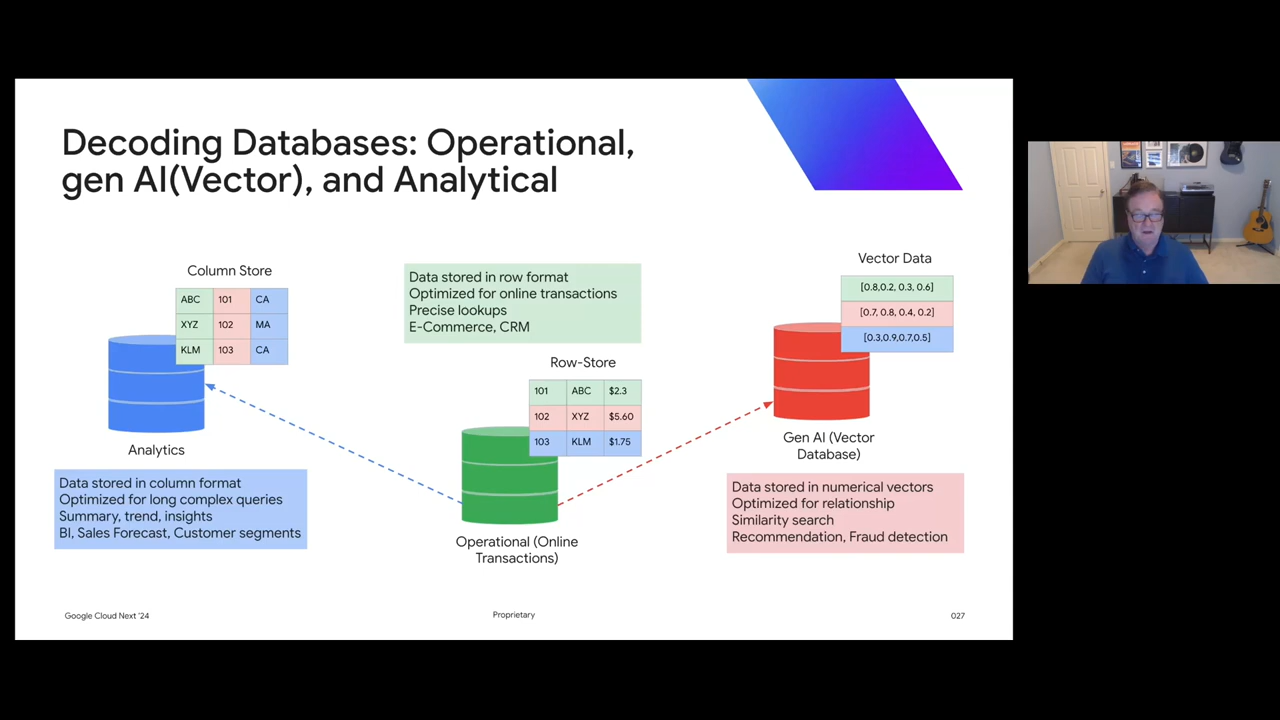 Decoding Databases: Operational,
gen AI(Vector), and Analytical
Column Store
ABC 101 CA
XYZ 102 MA
KLM 103 CA
Analytics
Data stored in column format
Optimized for long complex queries
Summary, trend, insights
BI, Sales Forecast, Customer segments
Data stored in row format
Optimized for online transactions
Precise lookups
E-Commerce, CRM
Row-Store
101 ABC $2.3
102 XYZ $5.60
103 KLM $1.75
Operational (Online
Transactions)
Vector Data
[0.8,0.2, 0.3, 0.6]
[0.7, 0.8, 0.4, 0.2]
[0.3,0.9,0.7,0.5]
Gen AI (Vector
Database)
Data stored in numerical vectors
Optimized for relationship
Similarity search
Recommendation, Fraud detection
Google Cloud Next '24
Proprietary
027